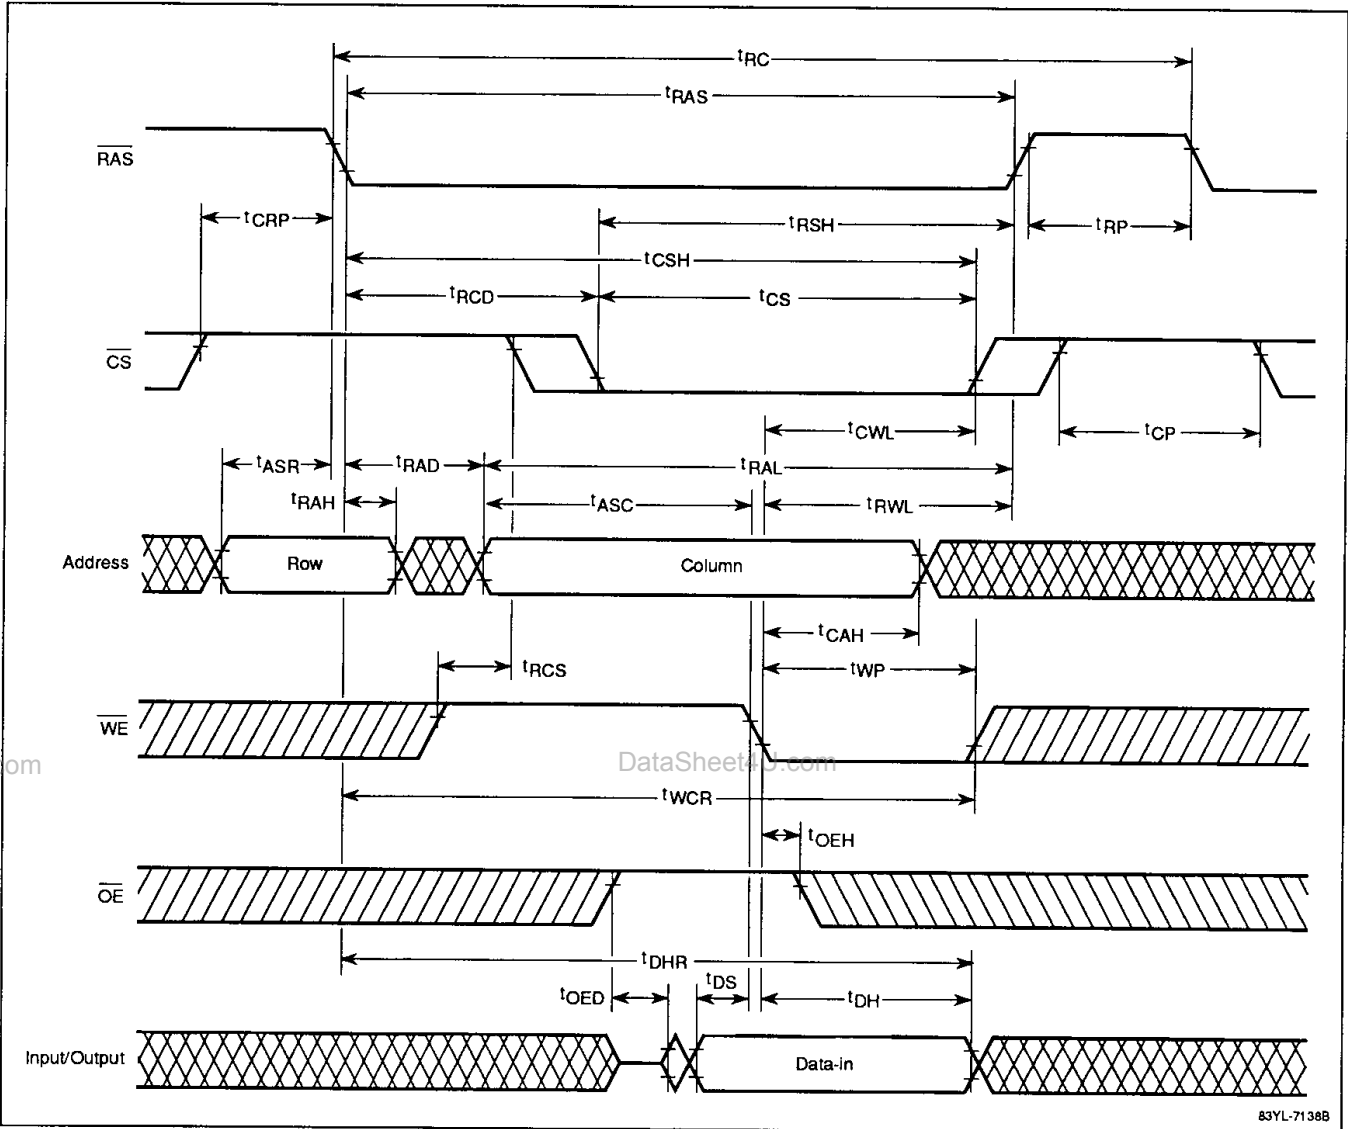 tRC
tRAS
RAS
tCRP
tRSH
tRP
tCSH
tRCD
tCS
CS
tCWL
tCP
tASR
tRAD
tRAL
tRAH
tASC
tRWL
Address
Row
Column
tCAH
tRCS
tWP
WE
om
DataSheet4U.com
tWCR
tOEH
OE
tDHR
tOED
tDS
tDH
Input/Output
Data-in
83YL-7138B